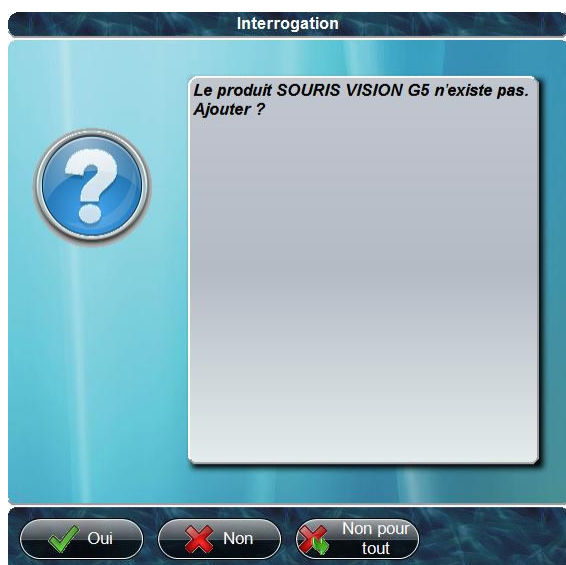 Interrogation
Le produit SOURIS VISION G5 n'existe pas.
Ajouter ?
Oui
Non
Non pour
tout